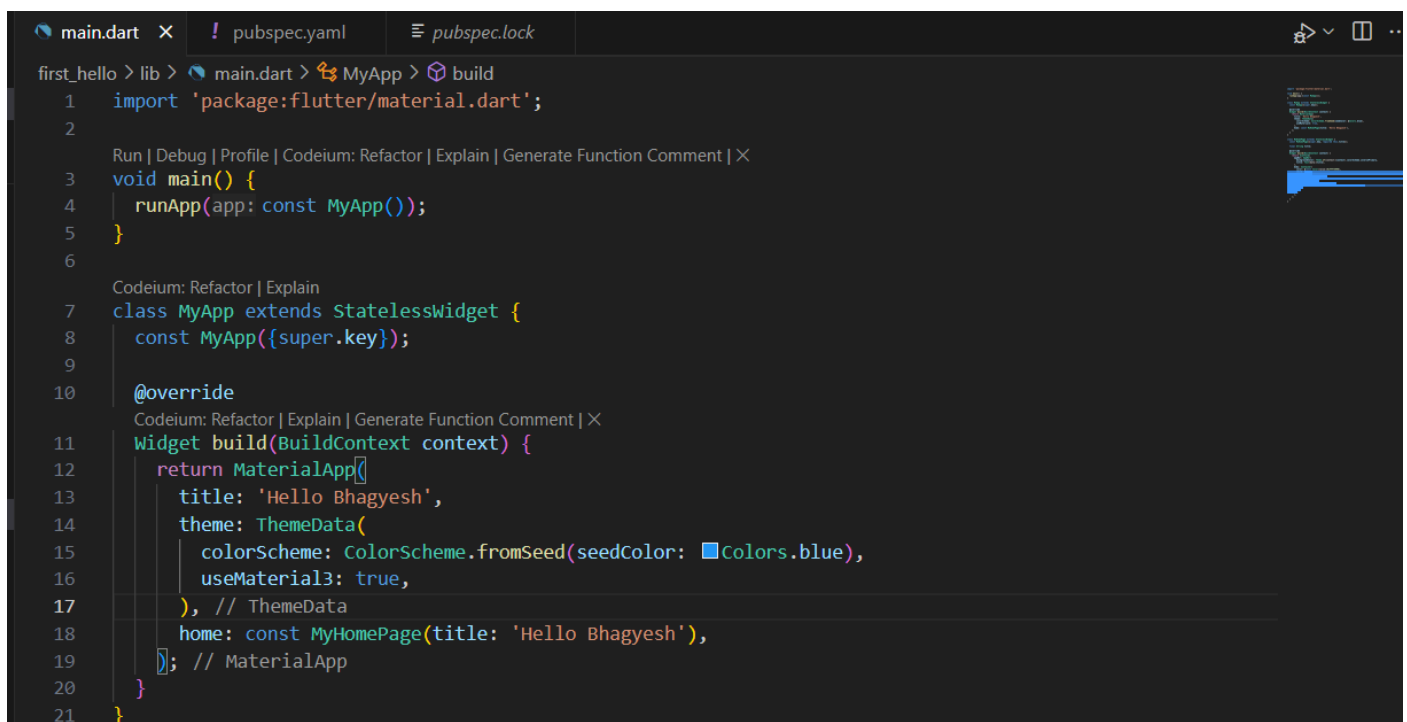 main.dart
pubspec.yaml
pubspec.lock
first_hello > lib > main.dart > MyApp > build
1 import 'package:flutter/material.dart';
2
Run | Debug | Profile | Codeium: Refactor | Explain | Generate Function Comment | ×
3 void main() {
4 runApp(app: const MyApp());
5 }
6
Codeium: Refactor | Explain
7 class MyApp extends StatelessWidget {
8 const MyApp({super.key});
9
10 @override
Codeium: Refactor | Explain | Generate Function Comment | ×
11 Widget build(BuildContext context) {
12 return MaterialApp(
13 title: 'Hello Bhagyesh',
14 theme: ThemeData(
15 colorScheme: ColorScheme.fromSeed(seedColor: Colors.blue),
16 useMaterial3: true,
17 ), // ThemeData
18 home: const MyHomePage(title: 'Hello Bhagyesh'),
19 ); // MaterialApp
20 }
21 }